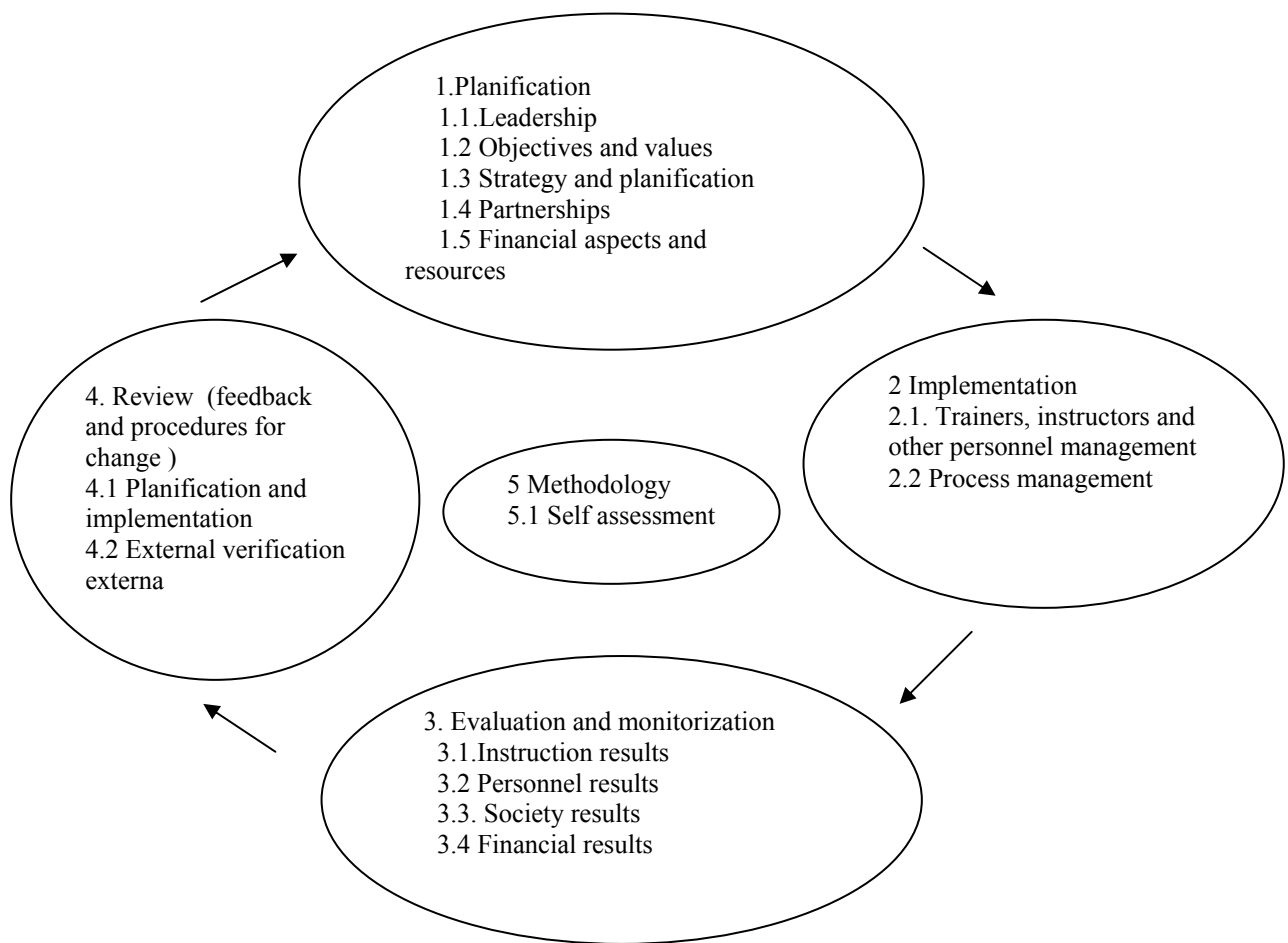 1.Planification
1.1.Leadership
1.2 Objectives and values
1.3 Strategy and planification
1.4 Partnerships
1.5 Financial aspects and
resources
2 Implementation
2.1. Trainers, instructors and
other personnel management
2.2 Process management
3. Evaluation and monitorization
3.1.Instruction results
3.2 Personnel results
3.3. Society results
3.4 Financial results
4. Review (feedback
and procedures for
change )
4.1 Planification and
implementation
4.2 External verification
externa
5 Methodology
5.1 Self assessment